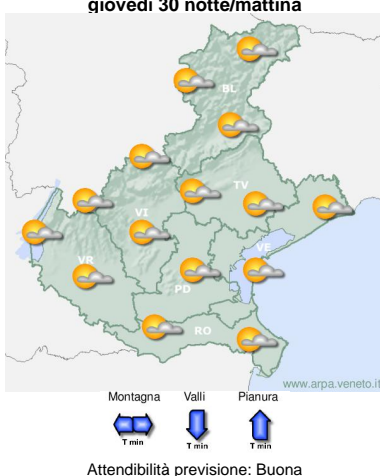 giovedì 30 notte/mattina
BL
TV
VI
VE
VR
PD
RO
www.arpa.veneto.it
Montagna Valli Pianura
T min T min T min
Attendibilità previsione: Buona